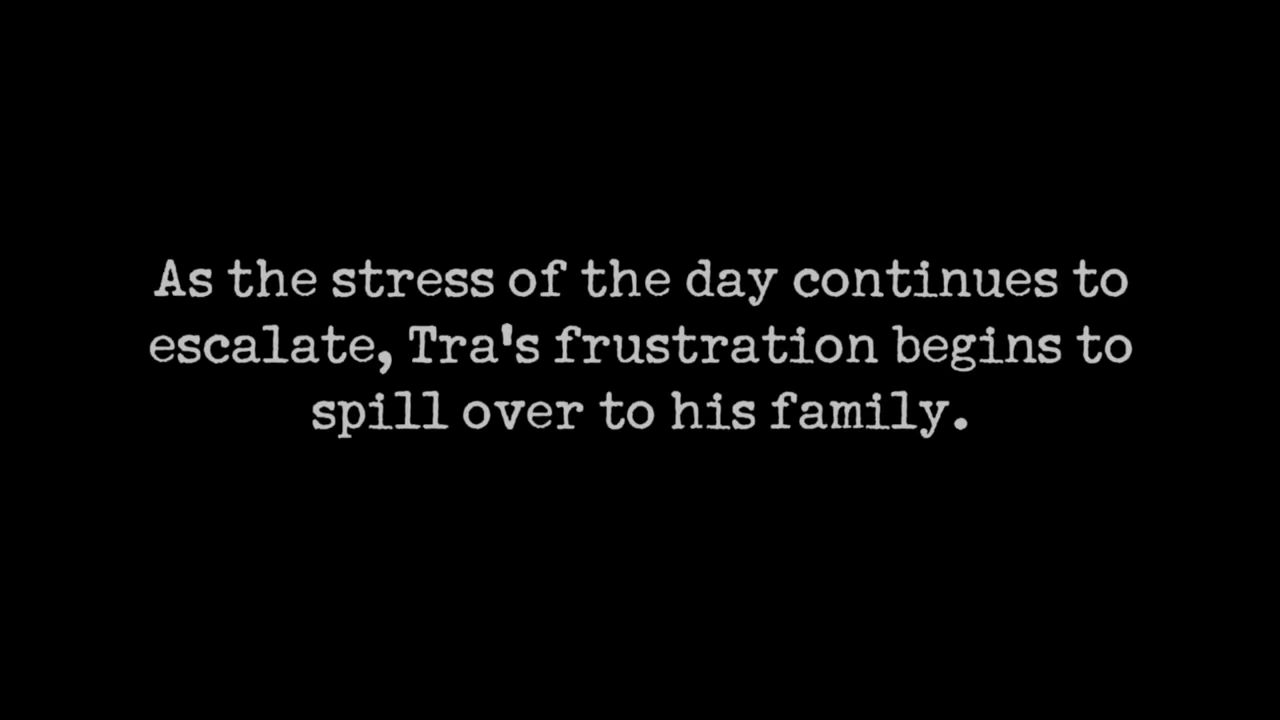 As the stress of the day continues to
escalate, Tra's frustration begins to
spill over to his family.